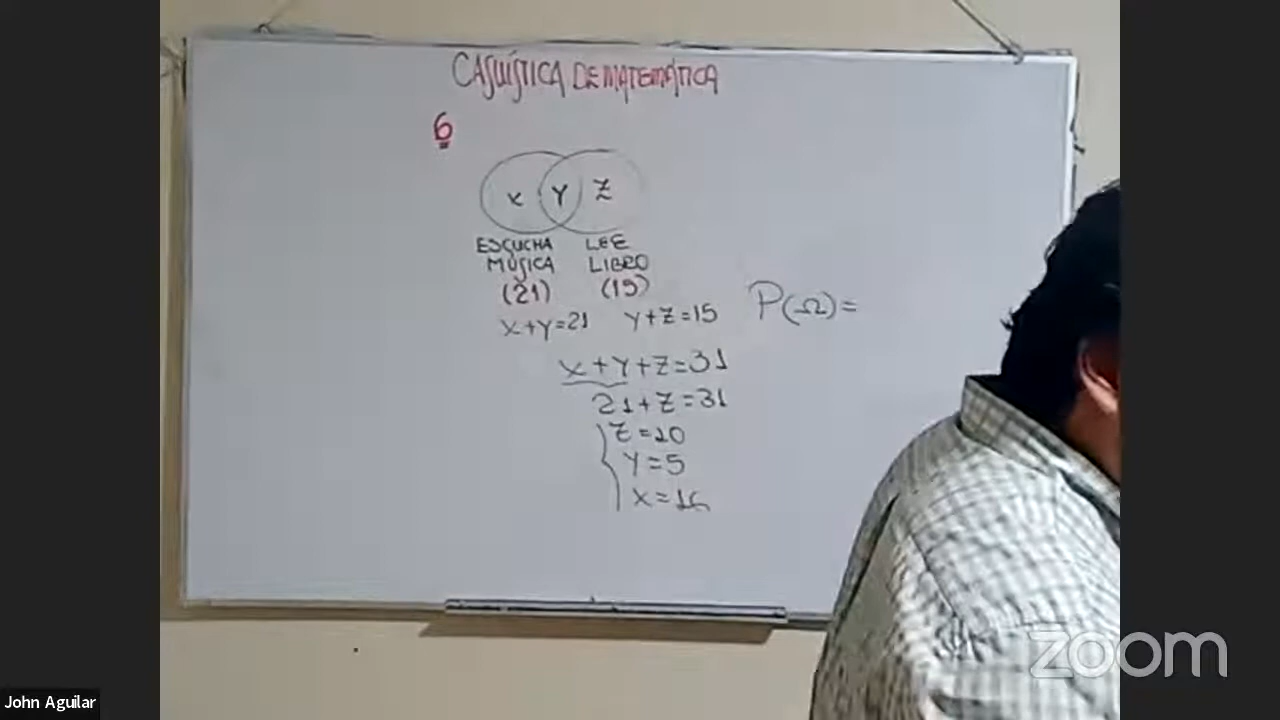 CASUÍSTICA DE MATEMÁTICA
6
X Y Z
ESCUCHA MÚSICA (21)
LEE LIBRO (15)
X+Y=21 Y+Z=15
P(Ω)=
X+Y+Z=31
21+Z=31
Z=10
Y=5
X=16
zoom
John Aguilar